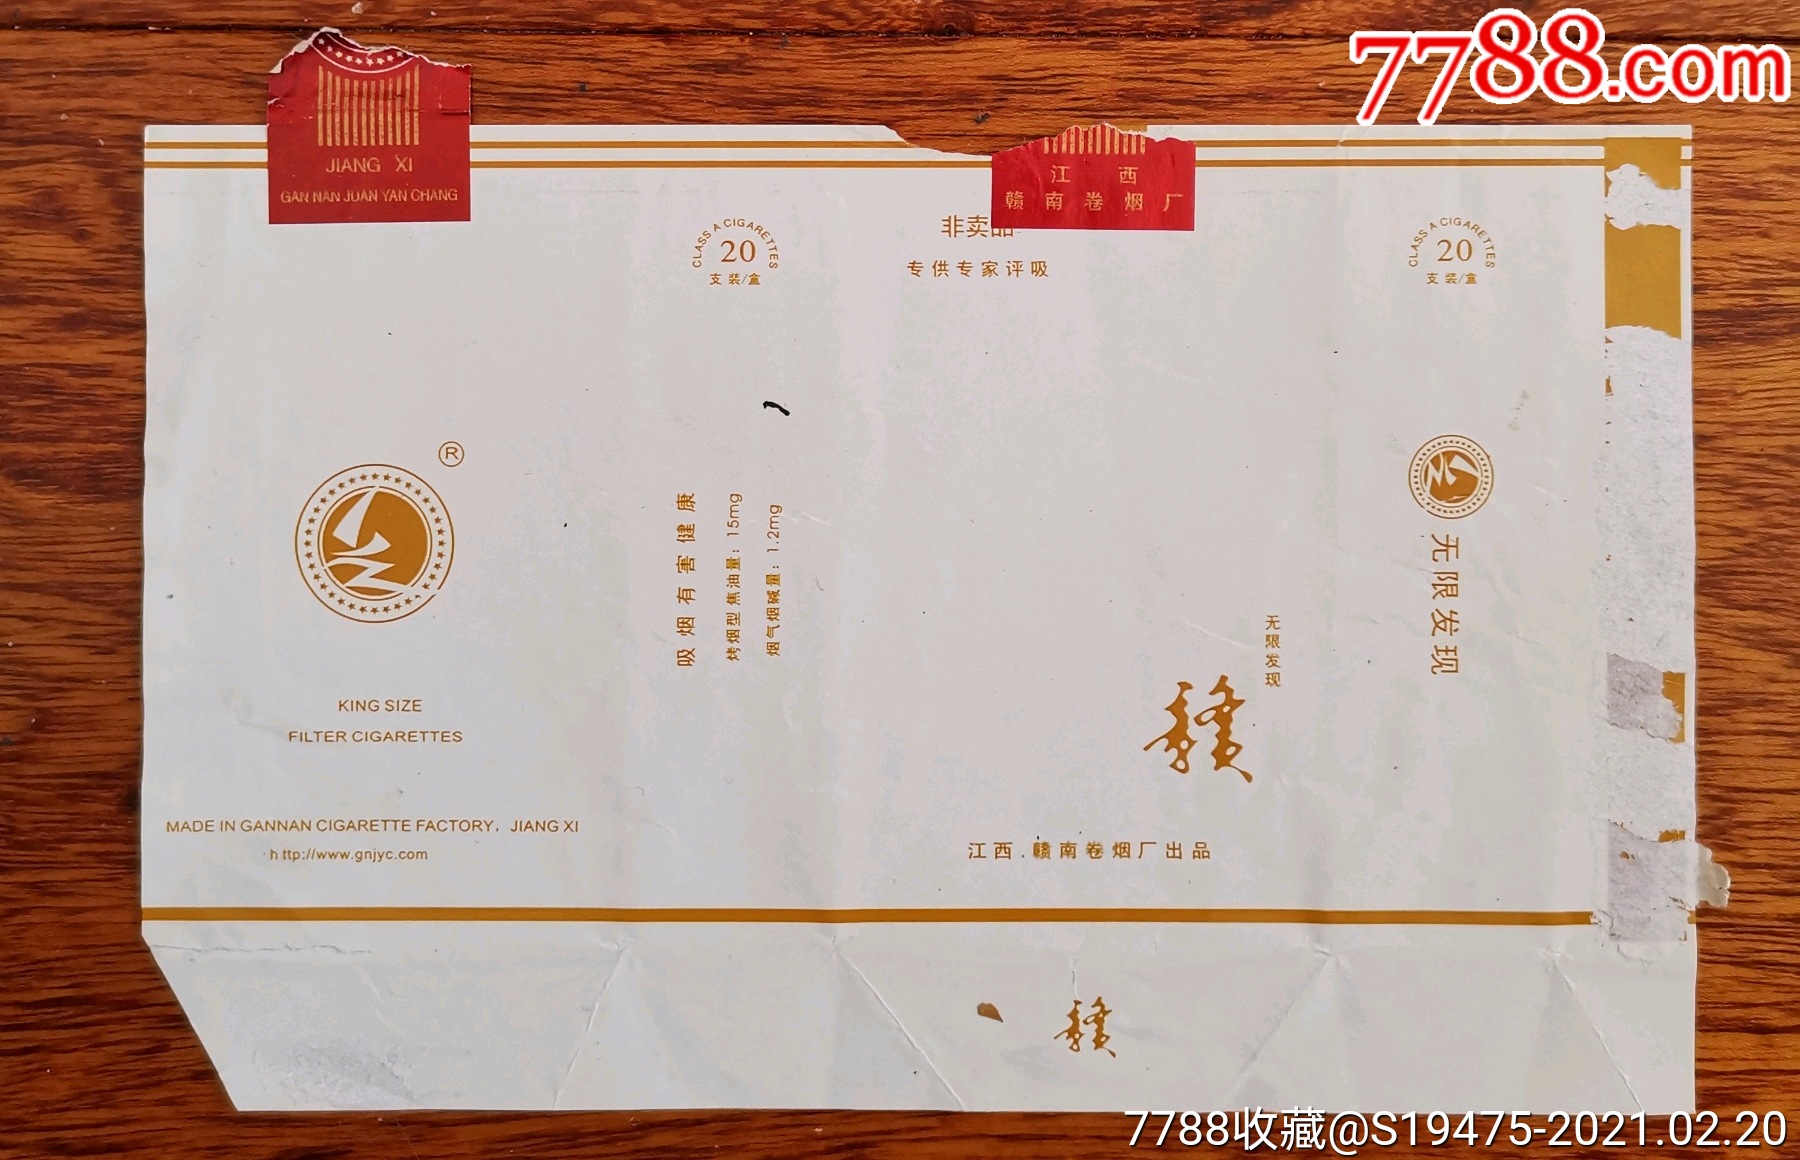 7788.com
JIANG XI
GAN NAN JUAN YAN CHANG
江西
赣南卷烟厂
CLASS A CIGARETTES
20
支装/盒
非卖品
专供专家评吸
CLASS A CIGARETTES
20
支装/盒
R
吸烟有害健康
烤烟型 焦油量：15mg
烟气烟碱量：1.2mg
无限发现
无限发现
赣
KING SIZE
FILTER CIGARETTES
MADE IN GANNAN CIGARETTE FACTORY, JIANG XI
http://www.gnjyc.com
江西.赣南卷烟厂出品
赣
7788收藏@S19475-2021.02.20